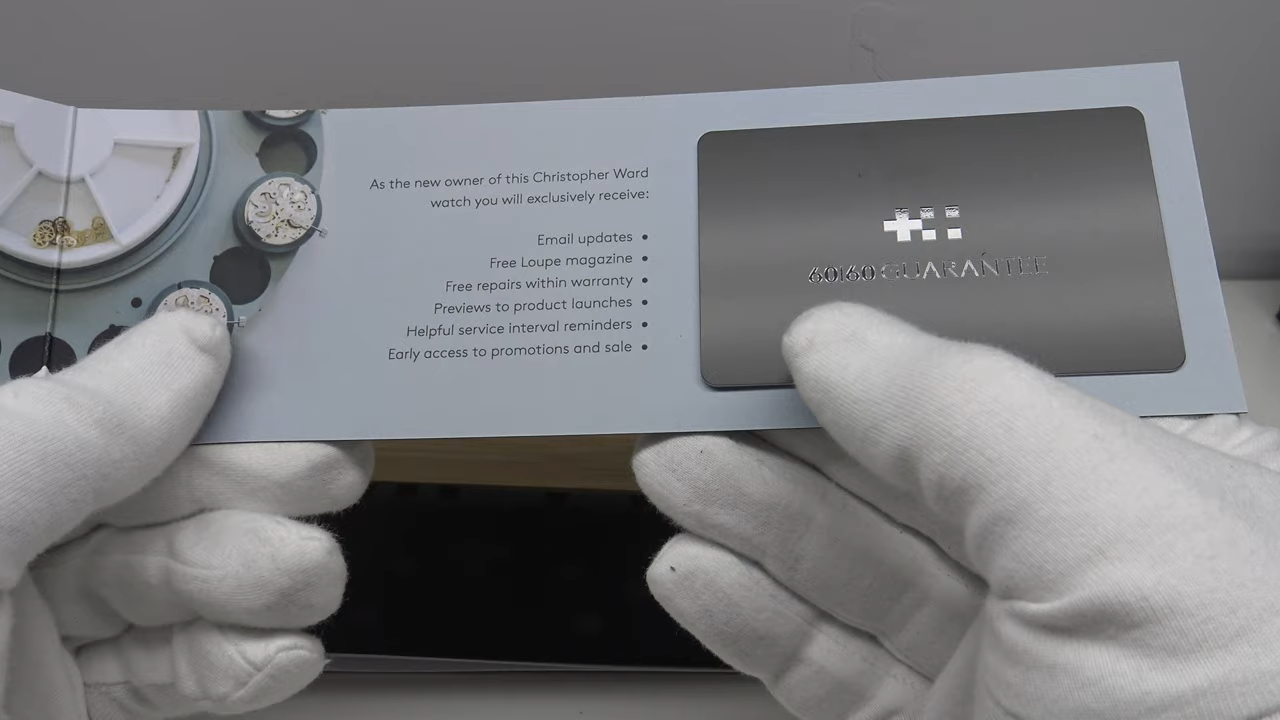 As the new owner of this Christopher Ward
watch you will exclusively receive:
Email updates •
Free Loupe magazine •
Free repairs within warranty •
Previews to product launches •
Helpful service interval reminders •
Early access to promotions and sale •
60|60 GUARANTEE